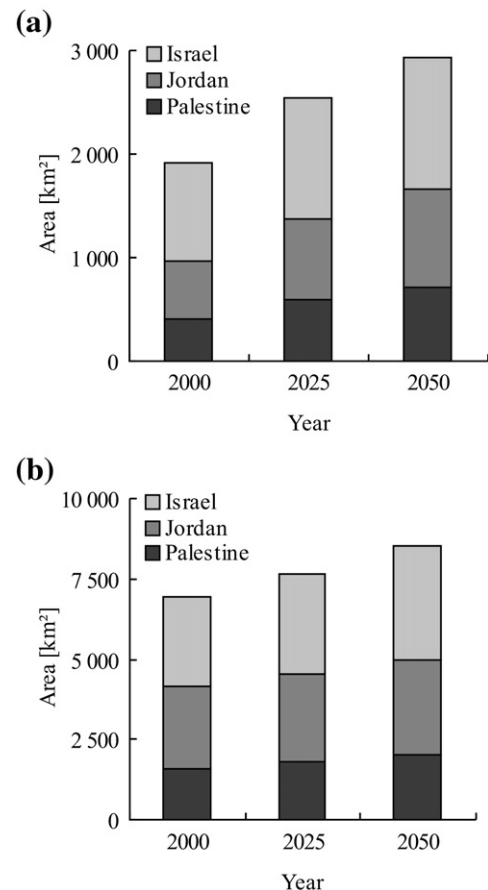 (a)
3 000
Israel
Jordan
Palestine
2 000
Area [km²]
1 000
0
2000 2025 2050
Year
(b)
10 000
Israel
Jordan
Palestine
7 500
Area [km²]
5 000
2 500
0
2000 2025 2050
Year